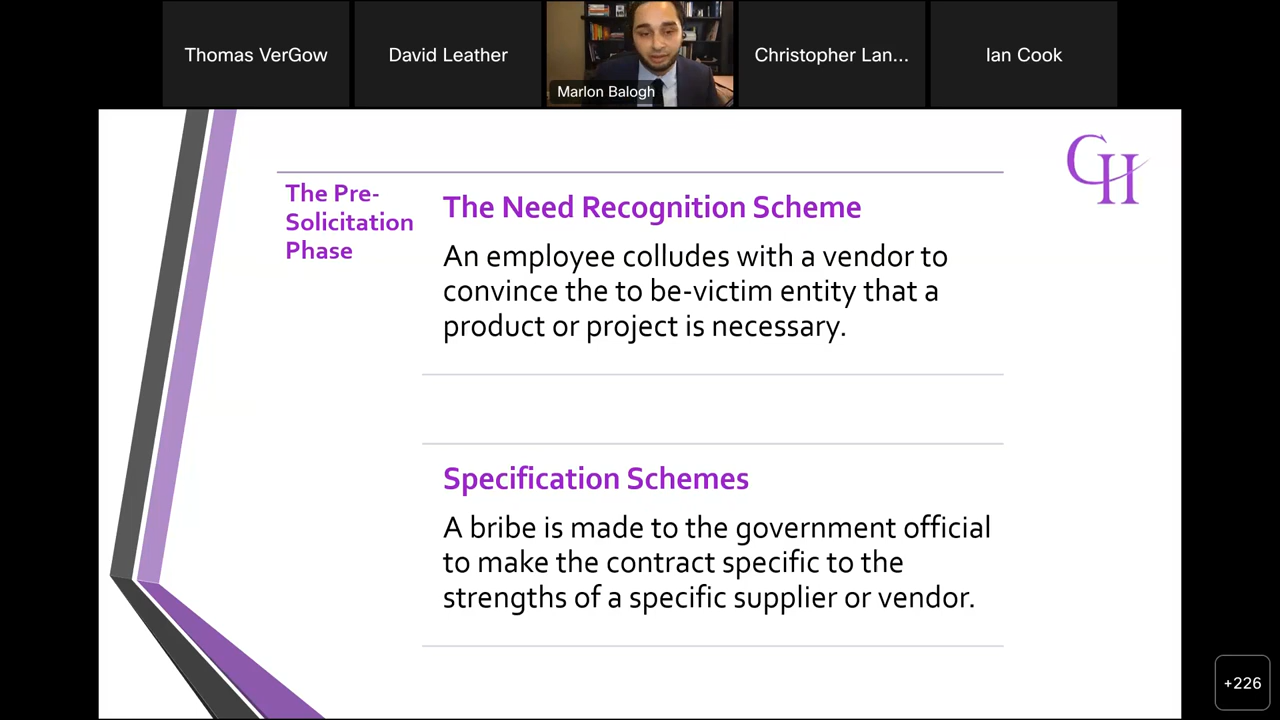 Thomas VerGow
David Leather
Marlon Balogh
Christopher Lan...
Ian Cook
CH
The Pre-
Solicitation
Phase
The Need Recognition Scheme
An employee colludes with a vendor to
convince the to be-victim entity that a
product or project is necessary.
Specification Schemes
A bribe is made to the government official
to make the contract specific to the
strengths of a specific supplier or vendor.
+226